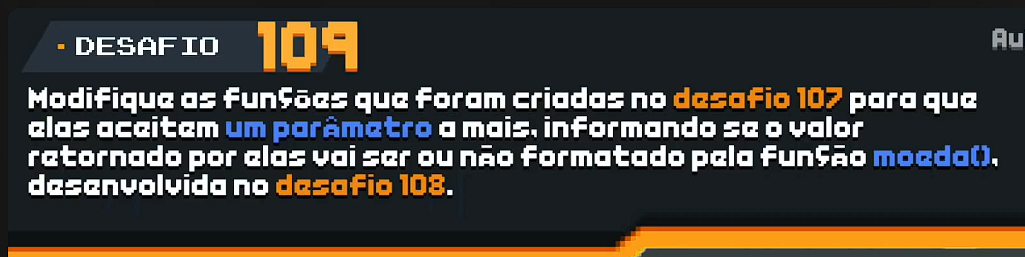 · DESAFIO 109
Au
Modifique as funções que foram criadas no desafio 107 para que
elas aceitem um parâmetro a mais, informando se o valor
retornado por elas vai ser ou não formatado pela função moeda(),
desenvolvida no desafio 108.